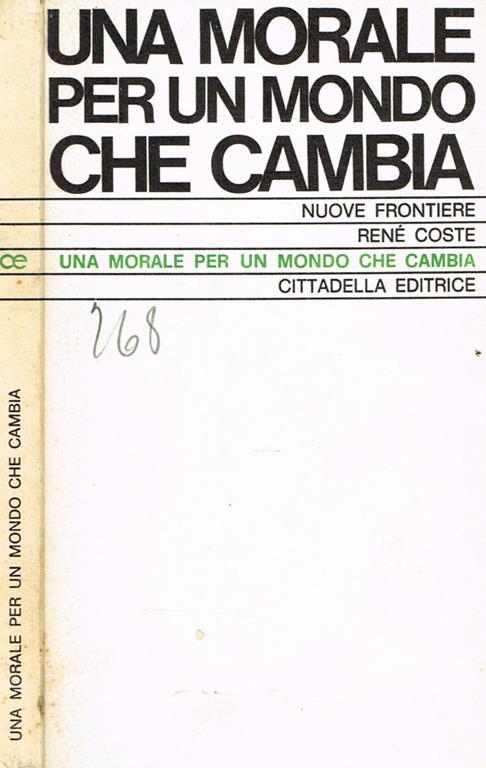 UNA MORALE
PER UN MONDO
CHE CAMBIA
NUOVE FRONTIERE
RENÉ COSTE
UNA MORALE PER UN MONDO CHE CAMBIA
CITTADELLA EDITRICE
268
œ
UNA MORALE PER UN MONDO CHE CAMBIA